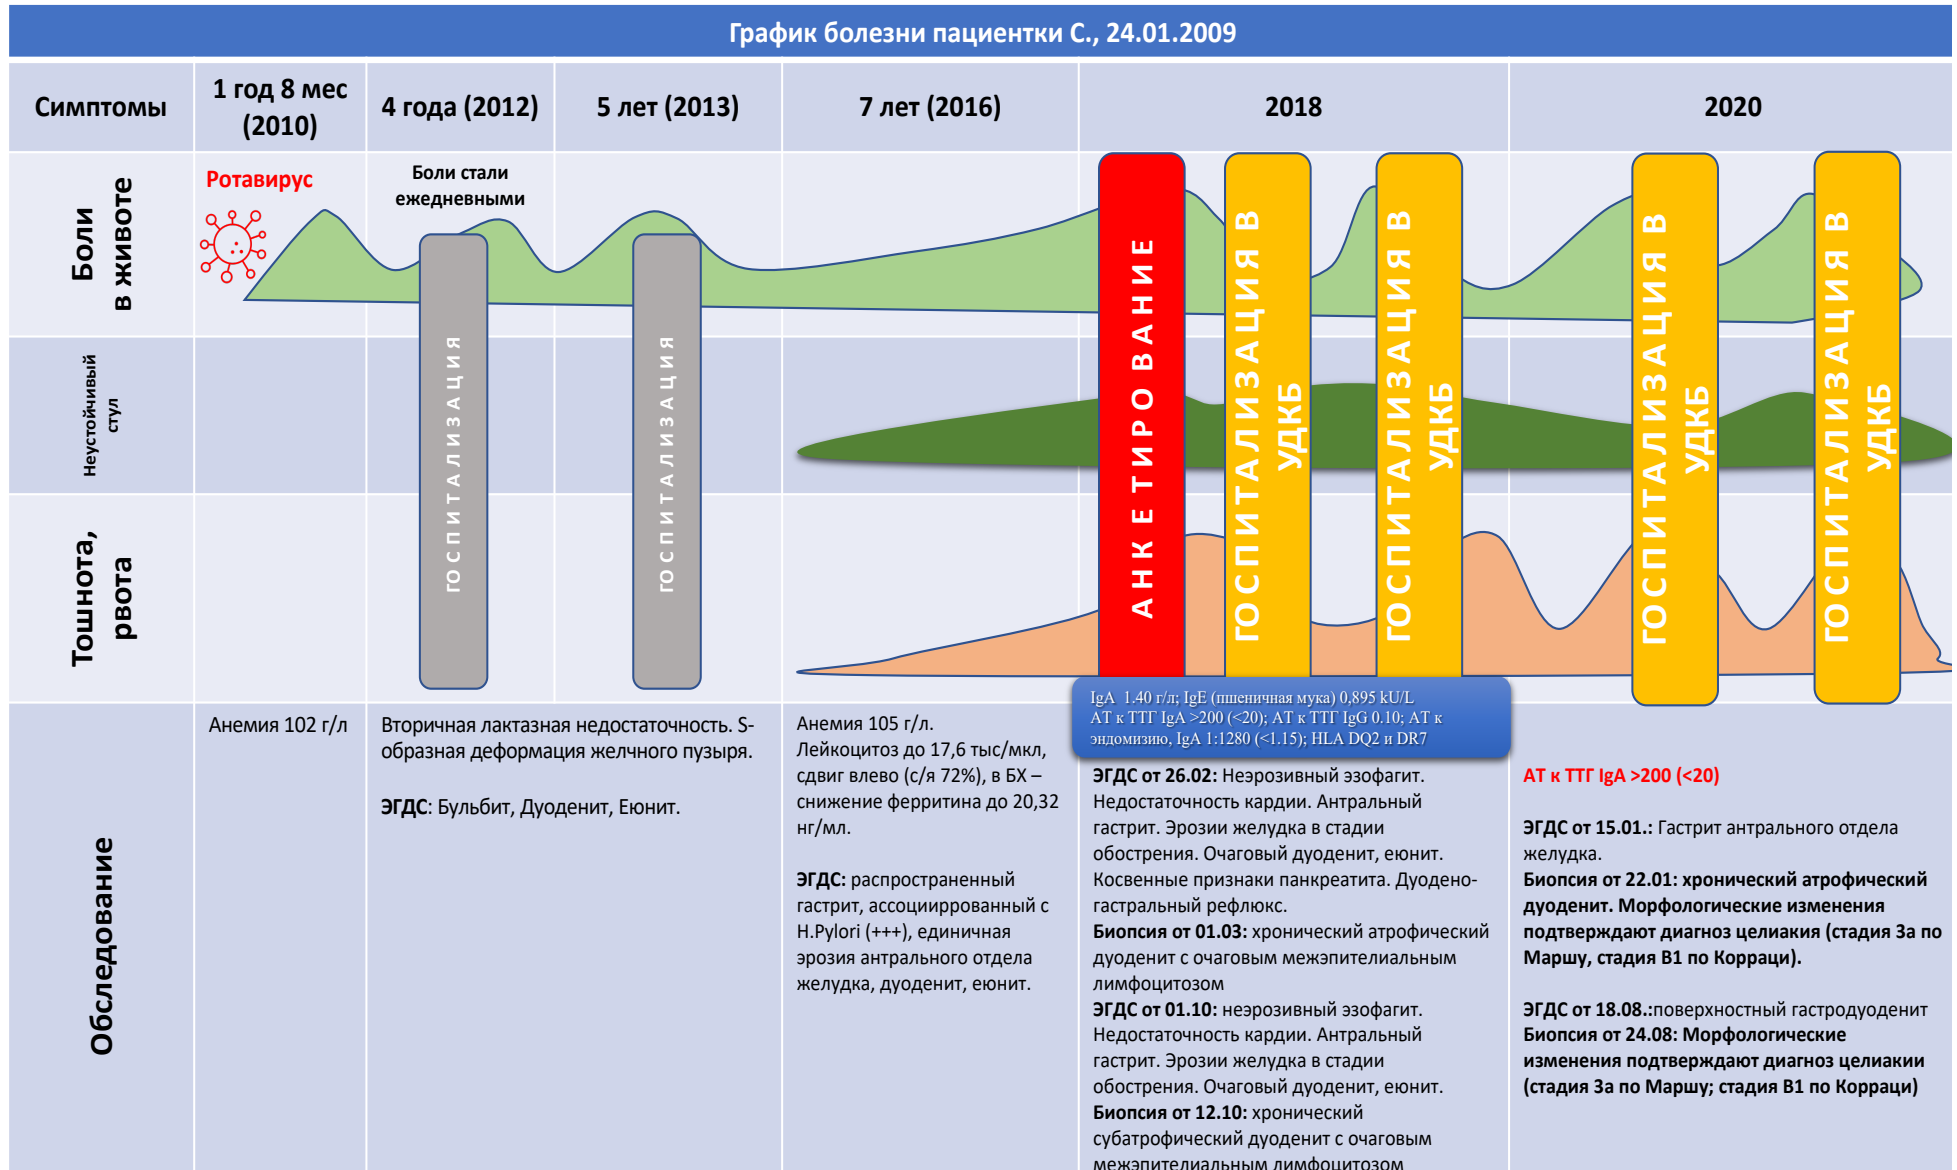 График болезни пациентки С., 24.01.2009
Симптомы
1 год 8 мес
(2010)
4 года (2012)
5 лет (2013)
7 лет (2016)
2018
2020
Боли
в животе
Ротавирус
Боли стали
ежедневными
Неустойчивый
стул
Тошнота,
рвота
ГОСПИТАЛИЗАЦИЯ
ГОСПИТАЛИЗАЦИЯ
АНКЕТИРОВАНИЕ
ГОСПИТАЛИЗАЦИЯ В
УДКБ
ГОСПИТАЛИЗАЦИЯ В
УДКБ
ГОСПИТАЛИЗАЦИЯ В
УДКБ
ГОСПИТАЛИЗАЦИЯ В
УДКБ
Обследование
Анемия 102 г/л
Вторичная лактазная недостаточность. S-
образная деформация желчного пузыря.
ЭГДС: Бульбит, Дуоденит, Еюнит.
Анемия 105 г/л.
Лейкоцитоз до 17,6 тыс/мкл,
сдвиг влево (с/я 72%), в БХ –
снижение ферритина до 20,32
нг/мл.
ЭГДС: распространенный
гастрит, ассоциррованный с
H.Pylori (+++), единичная
эрозия антрального отдела
желудка, дуоденит, еюнит.
IgA 1.40 г/л; IgE (пшеничная мука) 0,895 kU/L
АТ к ТТГ IgA >200 (<20); АТ к ТТГ IgG 0.10; АТ к
эндомизию, IgA 1:1280 (<1.15); HLA DQ2 и DR7
ЭГДС от 26.02: Неэрозивный эзофагит.
Недостаточность кардии. Антральный
гастрит. Эрозии желудка в стадии
обострения. Очаговый дуоденит, еюнит.
Косвенные признаки панкреатита. Дуодено-
гастральный рефлюкс.
Биопсия от 01.03: хронический атрофический
дуоденит с очаговым межэпителиальным
лимфоцитозом
ЭГДС от 01.10: неэрозивный эзофагит.
Недостаточность кардии. Антральный
гастрит. Эрозии желудка в стадии
обострения. Очаговый дуоденит, еюнит.
Биопсия от 12.10: хронический
субатрофический дуоденит с очаговым
межэпителиальным лимфоцитозом
АТ к ТТГ IgA >200 (<20)
ЭГДС от 15.01.: Гастрит антрального отдела
желудка.
Биопсия от 22.01: хронический атрофический
дуоденит. Морфологические изменения
подтверждают диагноз целиакия (стадия 3а по
Маршу, стадия В1 по Корраци).
ЭГДС от 18.08.:поверхностный гастродуоденит
Биопсия от 24.08: Морфологические
изменения подтверждают диагноз целиакии
(стадия 3а по Маршу; стадия В1 по Корраци)